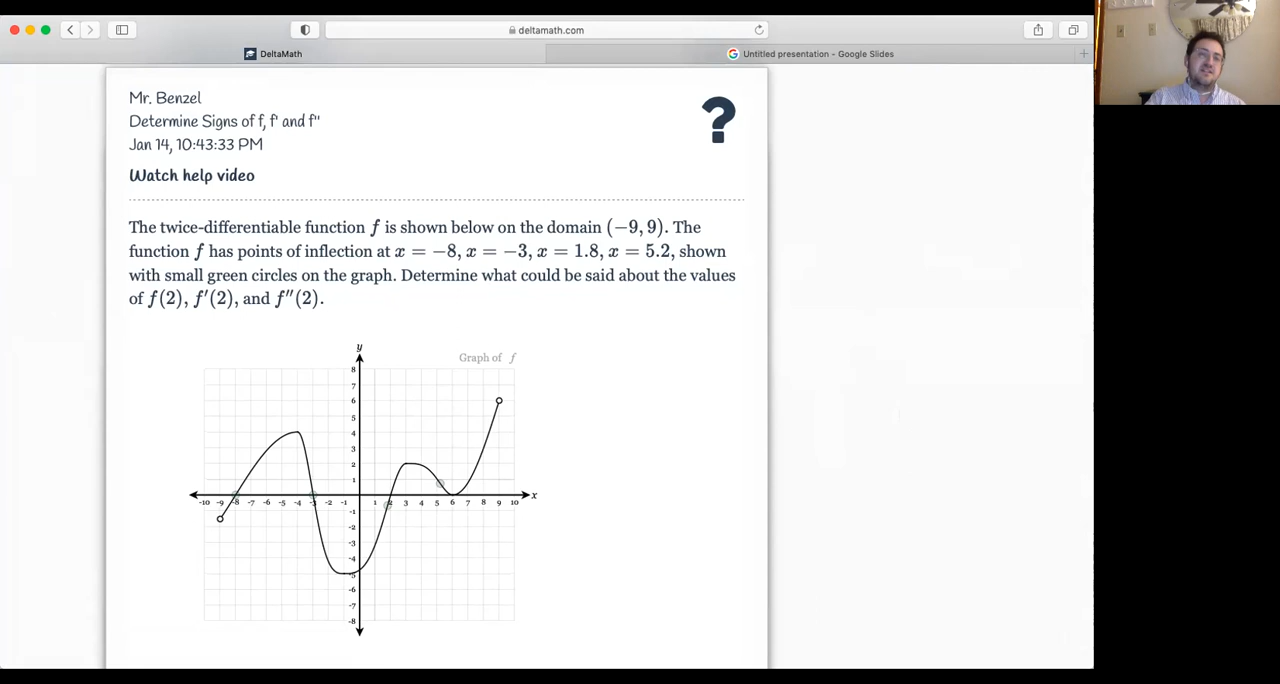 deltamath.com
DeltaMath
Untitled presentation - Google Slides
Mr. Benzel
Determine Signs of f, f' and f''
Jan 14, 10:43:33 PM
?
Watch help video
The twice-differentiable function f is shown below on the domain (−9, 9). The
function f has points of inflection at x = −8, x = −3, x = 1.8, x = 5.2, shown
with small green circles on the graph. Determine what could be said about the values
of f(2), f′(2), and f″(2).
y
Graph of f
8
7
6
5
4
3
2
1
-10 -9 -8 -7 -6 -5 -4 -3 -2 -1 1 2 3 4 5 6 7 8 9 10 x
-1
-2
-3
-4
-5
-6
-7
-8